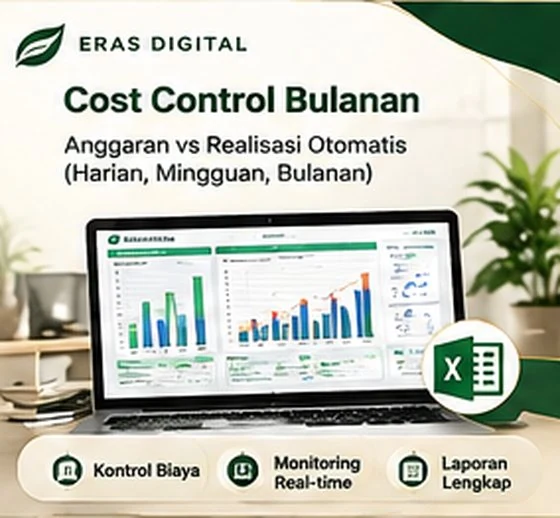 ERAS DIGITAL
Cost Control Bulanan
Anggaran vs Realisasi Otomatis
(Harian, Mingguan, Bulanan)
X
Kontrol Biaya
Monitoring
Real-time
Laporan
Lengkap